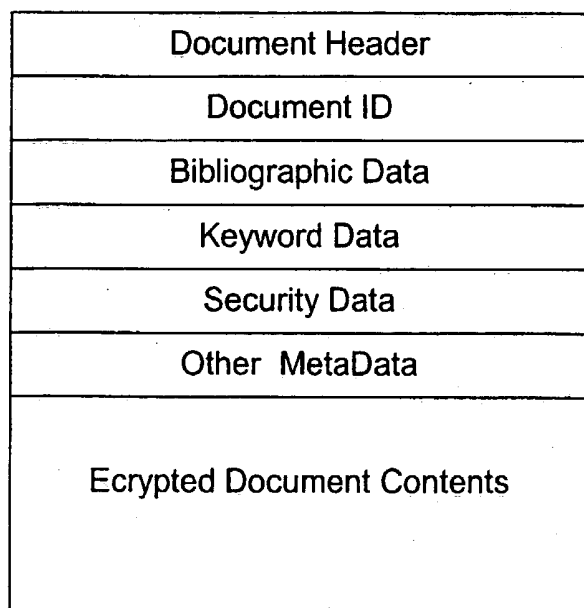 Document Header
Document ID
Bibliographic Data
Keyword Data
Security Data
Other MetaData
Ecrypted Document Contents